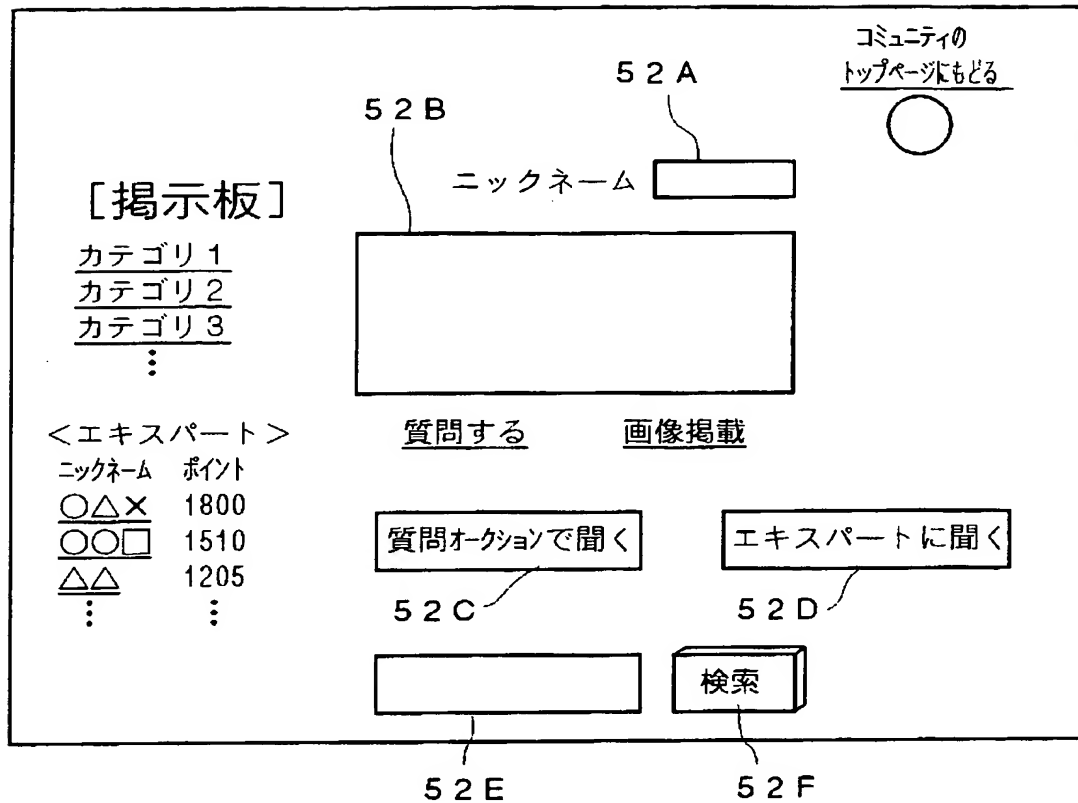 コミュニティの
トップページにもどる
52A
52B
ニックネーム
[掲示板]
カテゴリ1
カテゴリ2
カテゴリ3
⋮
<エキスパート>
ニックネーム ポイント
○△× 1800
○○□ 1510
△△ 1205
⋮ ⋮
質問する 画像掲載
質問オークションで聞く エキスパートに聞く
52C 52D
検索
52E 52F